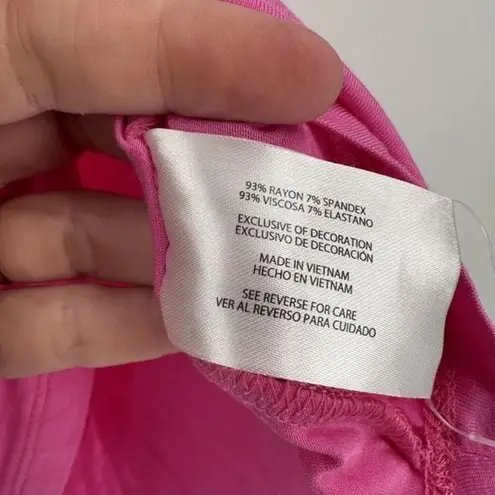 93% RAYON 7% SPANDEX
93% VISCOSA 7% ELASTANO
EXCLUSIVE OF DECORATION
EXCLUSIVO DE DECORACIÓN
MADE IN VIETNAM
HECHO EN VIETNAM
SEE REVERSE FOR CARE
VER AL REVERSO PARA CUIDADO